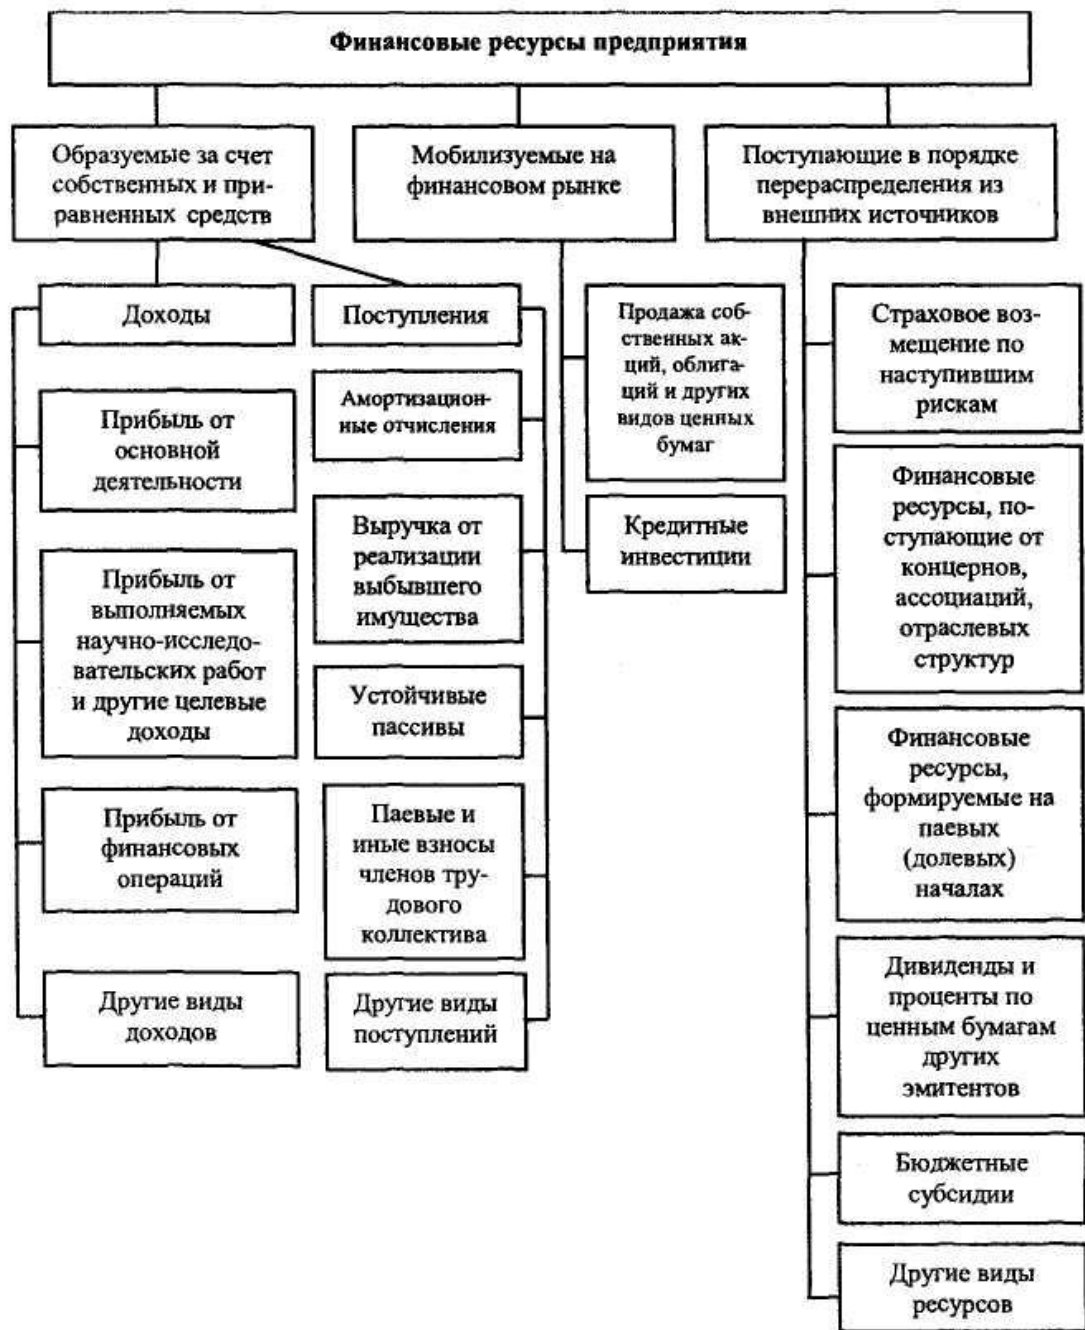 Финансовые ресурсы предприятия
Образуемые за счет
собственных и при-
равненных средств
Мобилизуемые на
финансовом рынке
Поступающие в порядке
перераспределения из
внешних источников
Доходы
Прибыль от
основной
деятельности
Прибыль от
выполняемых
научно-исследо-
вательских работ
и другие целевые
доходы
Прибыль от
финансовых
операций
Другие виды
доходов
Поступления
Амортизацион-
ные отчисления
Выручка от
реализации
выбывшего
имущества
Устойчивые
пассивы
Паевые и
иные взносы
членов тру-
дового
коллектива
Другие виды
поступлений
Продажа соб-
ственных ак-
ций, облига-
ций и других
видов ценных
бумаг
Кредитные
инвестиции
Страховое воз-
мещение по
наступившим
рискам
Финансовые
ресурсы, по-
ступающие от
концернов,
ассоциаций,
отраслевых
структур
Финансовые
ресурсы,
формируемые на
паевых
(долевых)
началах
Дивиденды и
проценты по
ценным бумагам
других
эмитентов
Бюджетные
субсидии
Другие виды
ресурсов